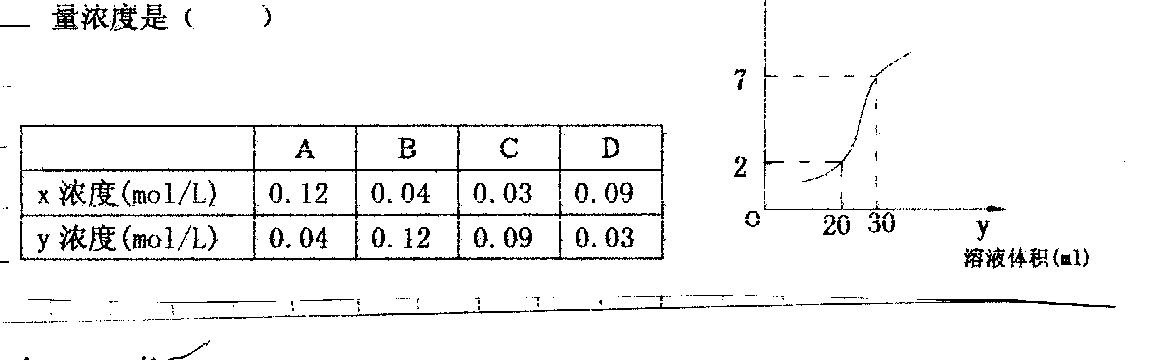 量浓度是（　　）
A B C D
x 浓度(mol/L) 0.12 0.04 0.03 0.09
y 浓度(mol/L) 0.04 0.12 0.09 0.03
7
2
O 20 30 y
溶液体积(ml)